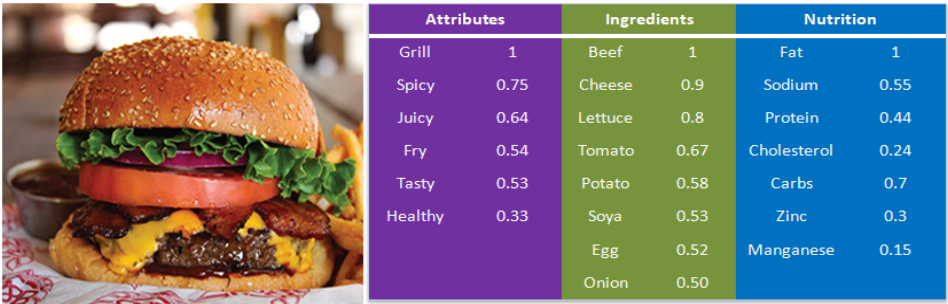 Attributes Ingredients Nutrition
Grill 1 Beef 1 Fat 1
Spicy 0.75 Cheese 0.9 Sodium 0.55
Juicy 0.64 Lettuce 0.8 Protein 0.44
Fry 0.54 Tomato 0.67 Cholesterol 0.24
Tasty 0.53 Potato 0.58 Carbs 0.7
Healthy 0.33 Soya 0.53 Zinc 0.3
Egg 0.52 Manganese 0.15
Onion 0.50